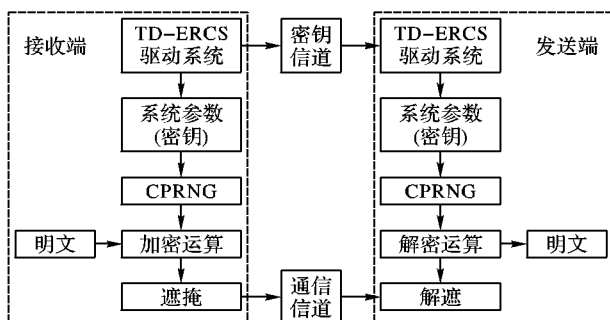 接收端
TD-ERCS
驱动系统
密钥
信道
TD-ERCS
驱动系统
发送端
系统参数
(密钥)
系统参数
(密钥)
CPRNG
CPRNG
明文
加密运算
解密运算
明文
遮掩
通信
信道
解遮